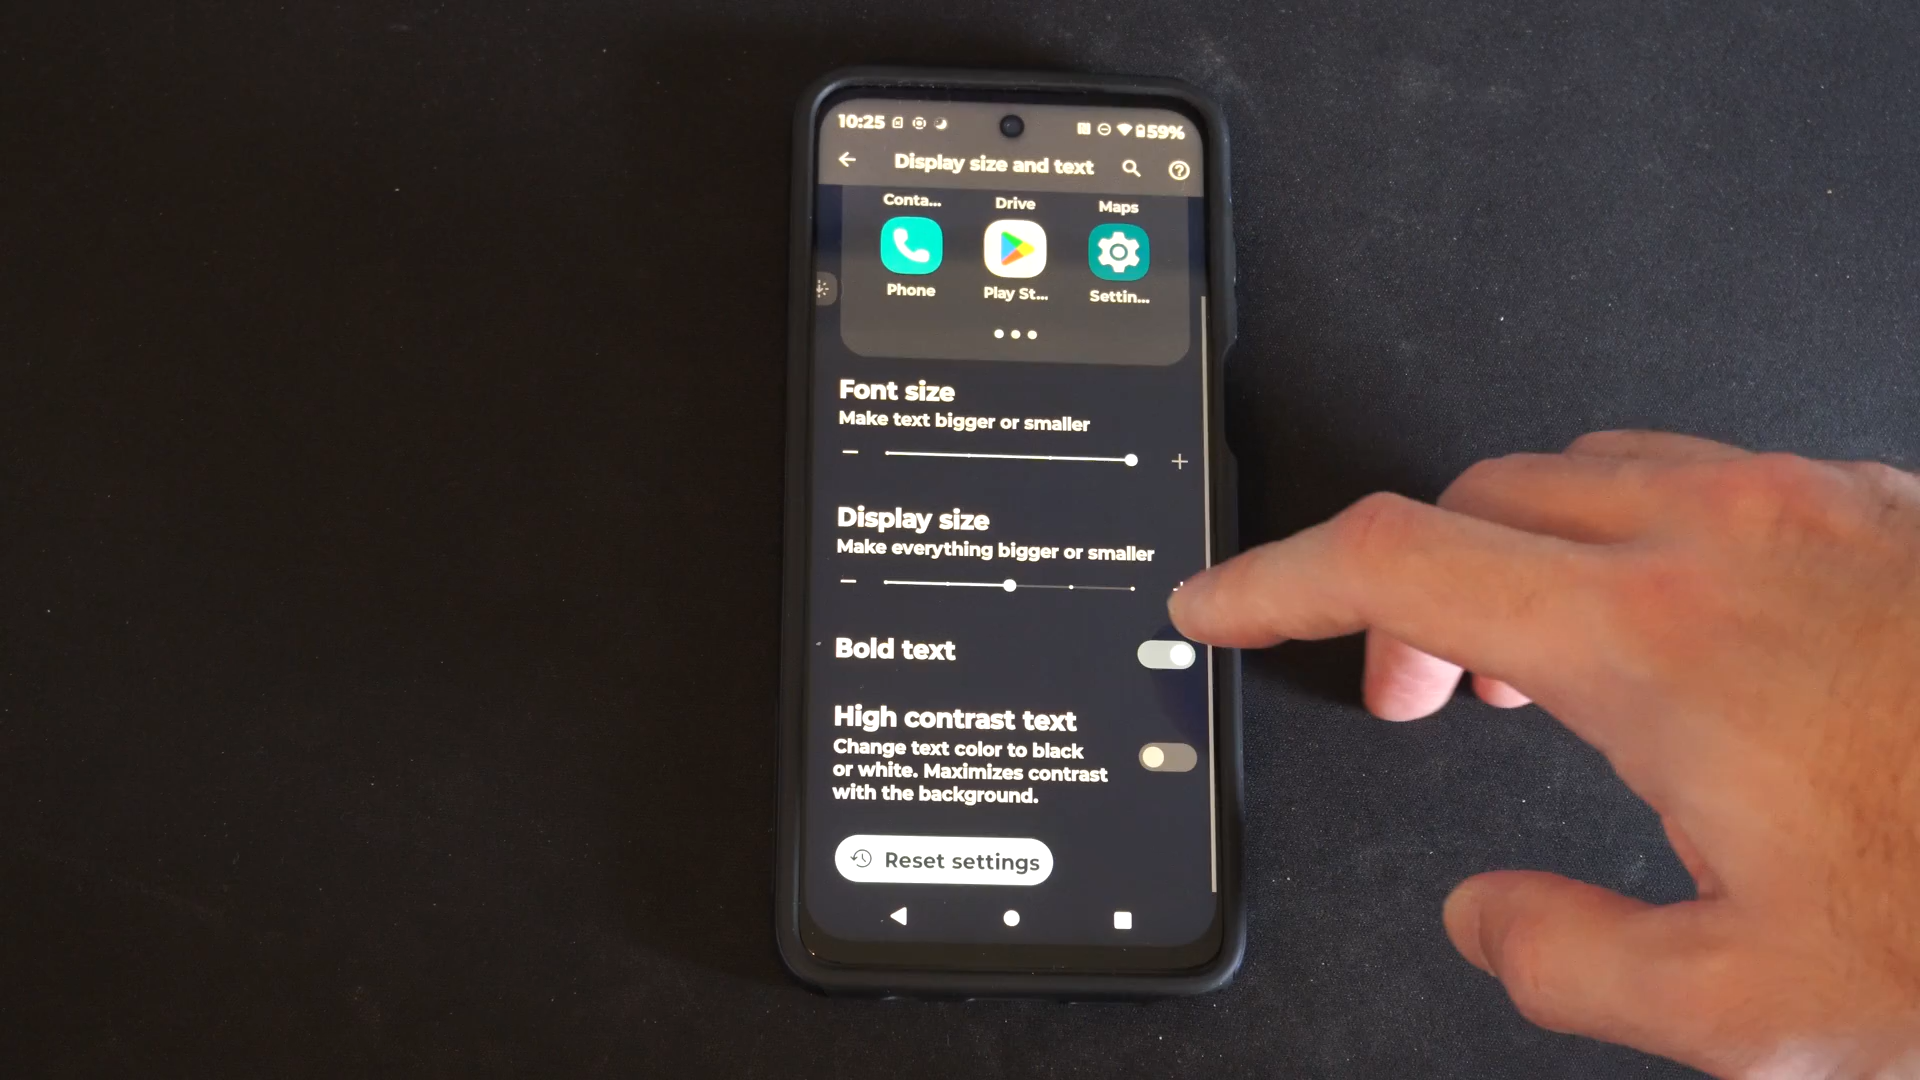 10:25 59%
Display size and text
Conta... Drive Maps
Phone Play St... Settin...
Font size
Make text bigger or smaller
Display size
Make everything bigger or smaller
Bold text
High contrast text
Change text color to black
or white. Maximizes contrast
with the background.
Reset settings